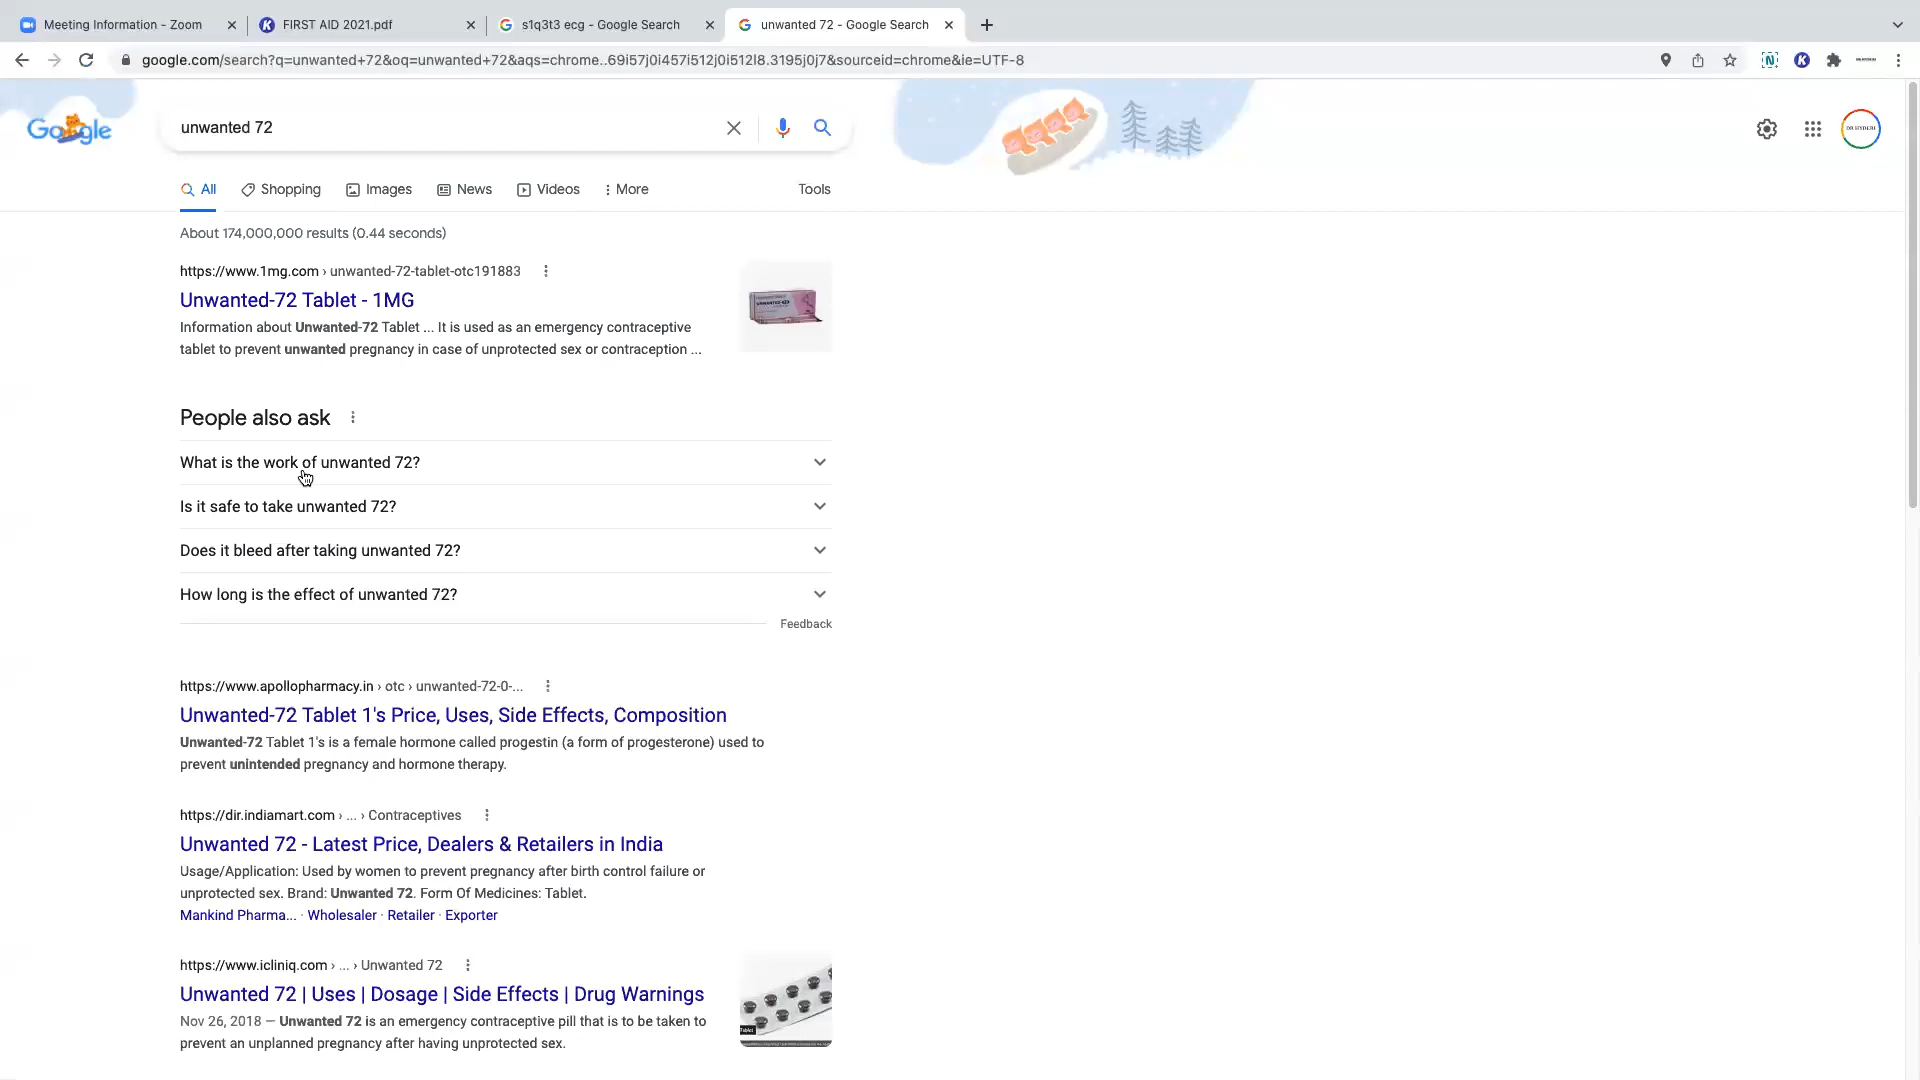 Meeting Information - Zoom
FIRST AID 2021.pdf
s1q3t3 ecg - Google Search
unwanted 72 - Google Search
google.com/search?q=unwanted+72&oq=unwanted+72&aqs=chrome..69i57j0i457i512j0i512l8.3195j0j7&sourceid=chrome&ie=UTF-8
Google
unwanted 72
DR HYDERI
All
Shopping
Images
News
Videos
More
Tools
About 174,000,000 results (0.44 seconds)
https://www.1mg.com › unwanted-72-tablet-otc191883
Unwanted-72 Tablet - 1MG
Information about Unwanted-72 Tablet ... It is used as an emergency contraceptive
tablet to prevent unwanted pregnancy in case of unprotected sex or contraception ...
People also ask
What is the work of unwanted 72?
Is it safe to take unwanted 72?
Does it bleed after taking unwanted 72?
How long is the effect of unwanted 72?
Feedback
https://www.apollopharmacy.in › otc › unwanted-72-0-...
Unwanted-72 Tablet 1's Price, Uses, Side Effects, Composition
Unwanted-72 Tablet 1's is a female hormone called progestin (a form of progesterone) used to
prevent unintended pregnancy and hormone therapy.
https://dir.indiamart.com › ... › Contraceptives
Unwanted 72 - Latest Price, Dealers & Retailers in India
Usage/Application: Used by women to prevent pregnancy after birth control failure or
unprotected sex. Brand: Unwanted 72. Form Of Medicines: Tablet.
Mankind Pharma... · Wholesaler · Retailer · Exporter
https://www.icliniq.com › ... › Unwanted 72
Unwanted 72 | Uses | Dosage | Side Effects | Drug Warnings
Nov 26, 2018 — Unwanted 72 is an emergency contraceptive pill that is to be taken to
prevent an unplanned pregnancy after having unprotected sex.